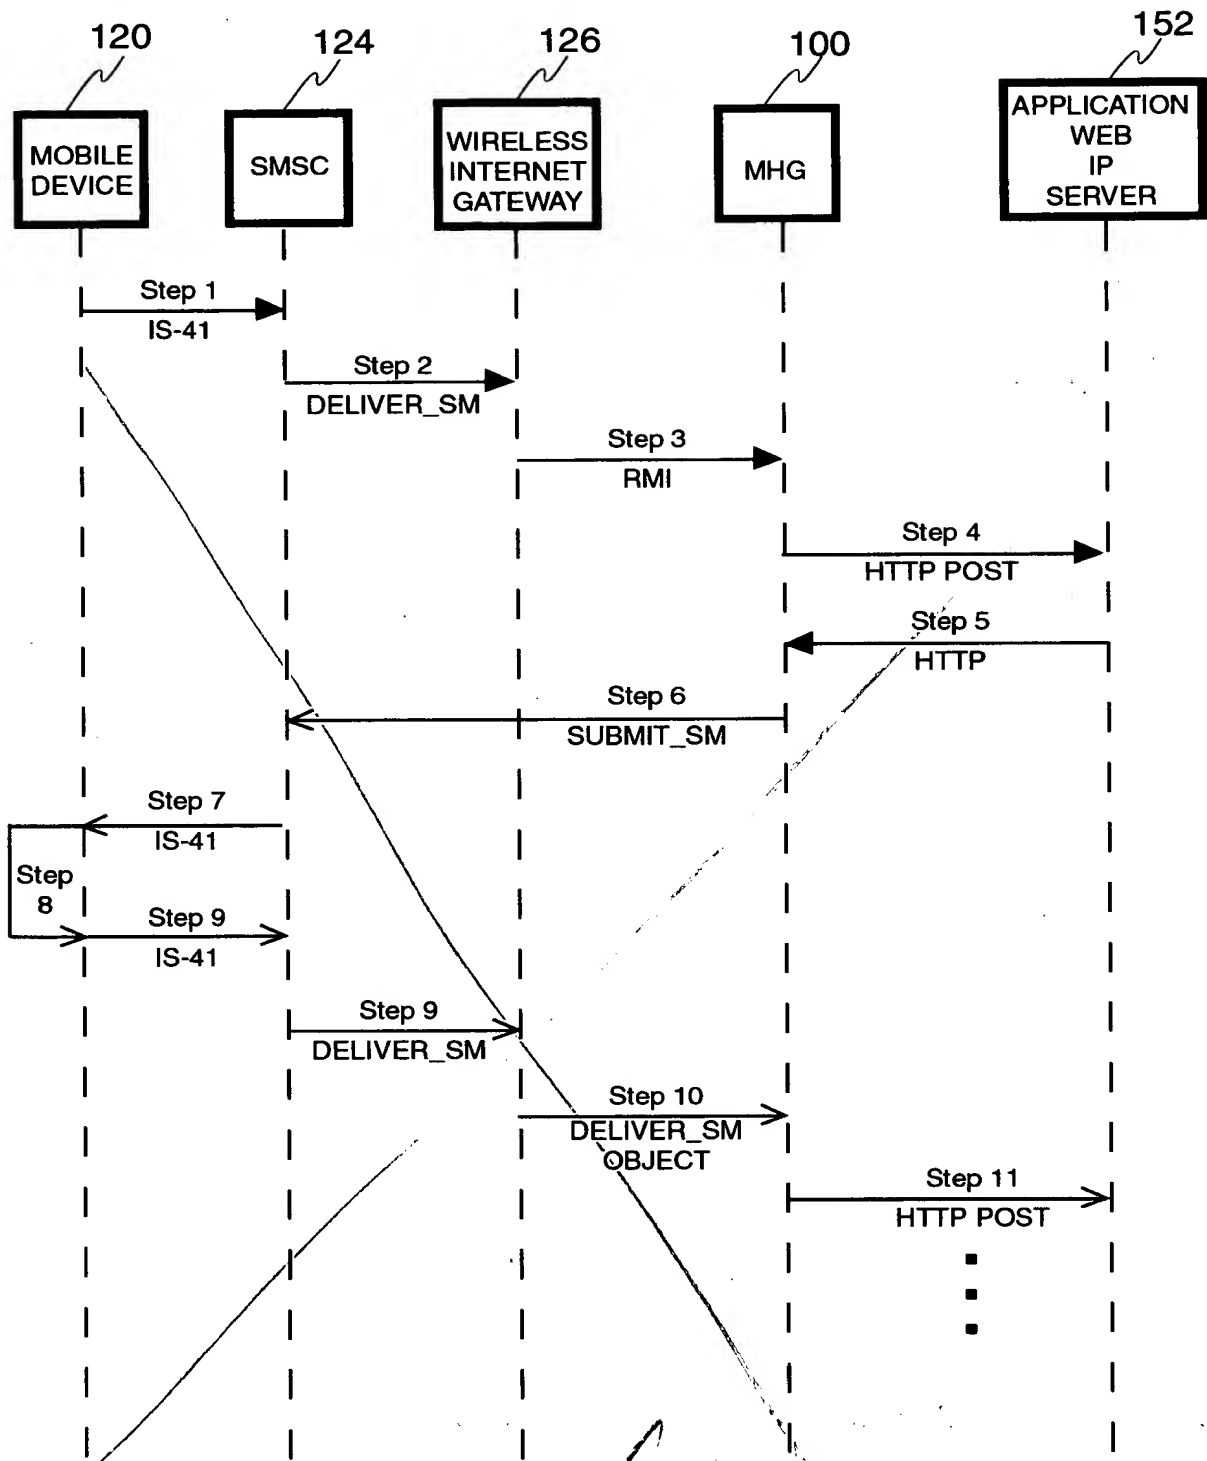 120
124
126
100
152
MOBILE
DEVICE
SMSC
WIRELESS
INTERNET
GATEWAY
MHG
APPLICATION
WEB
IP
SERVER
Step 1
IS-41
Step 2
DELIVER_SM
Step 3
RMI
Step 4
HTTP POST
Step 5
HTTP
Step 6
SUBMIT_SM
Step 7
IS-41
Step
8
Step 9
IS-41
Step 9
DELIVER_SM
Step 10
DELIVER_SM
OBJECT
Step 11
HTTP POST